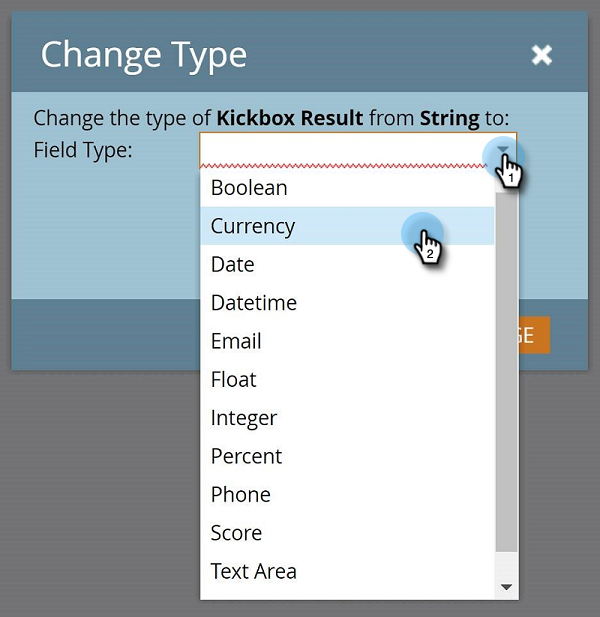 Change Type
Change the type of Kickbox Result from String to:
Field Type:
1
Boolean
Currency
2
Date
Datetime
Email
Float
GE
Integer
Percent
Phone
Score
Text Area